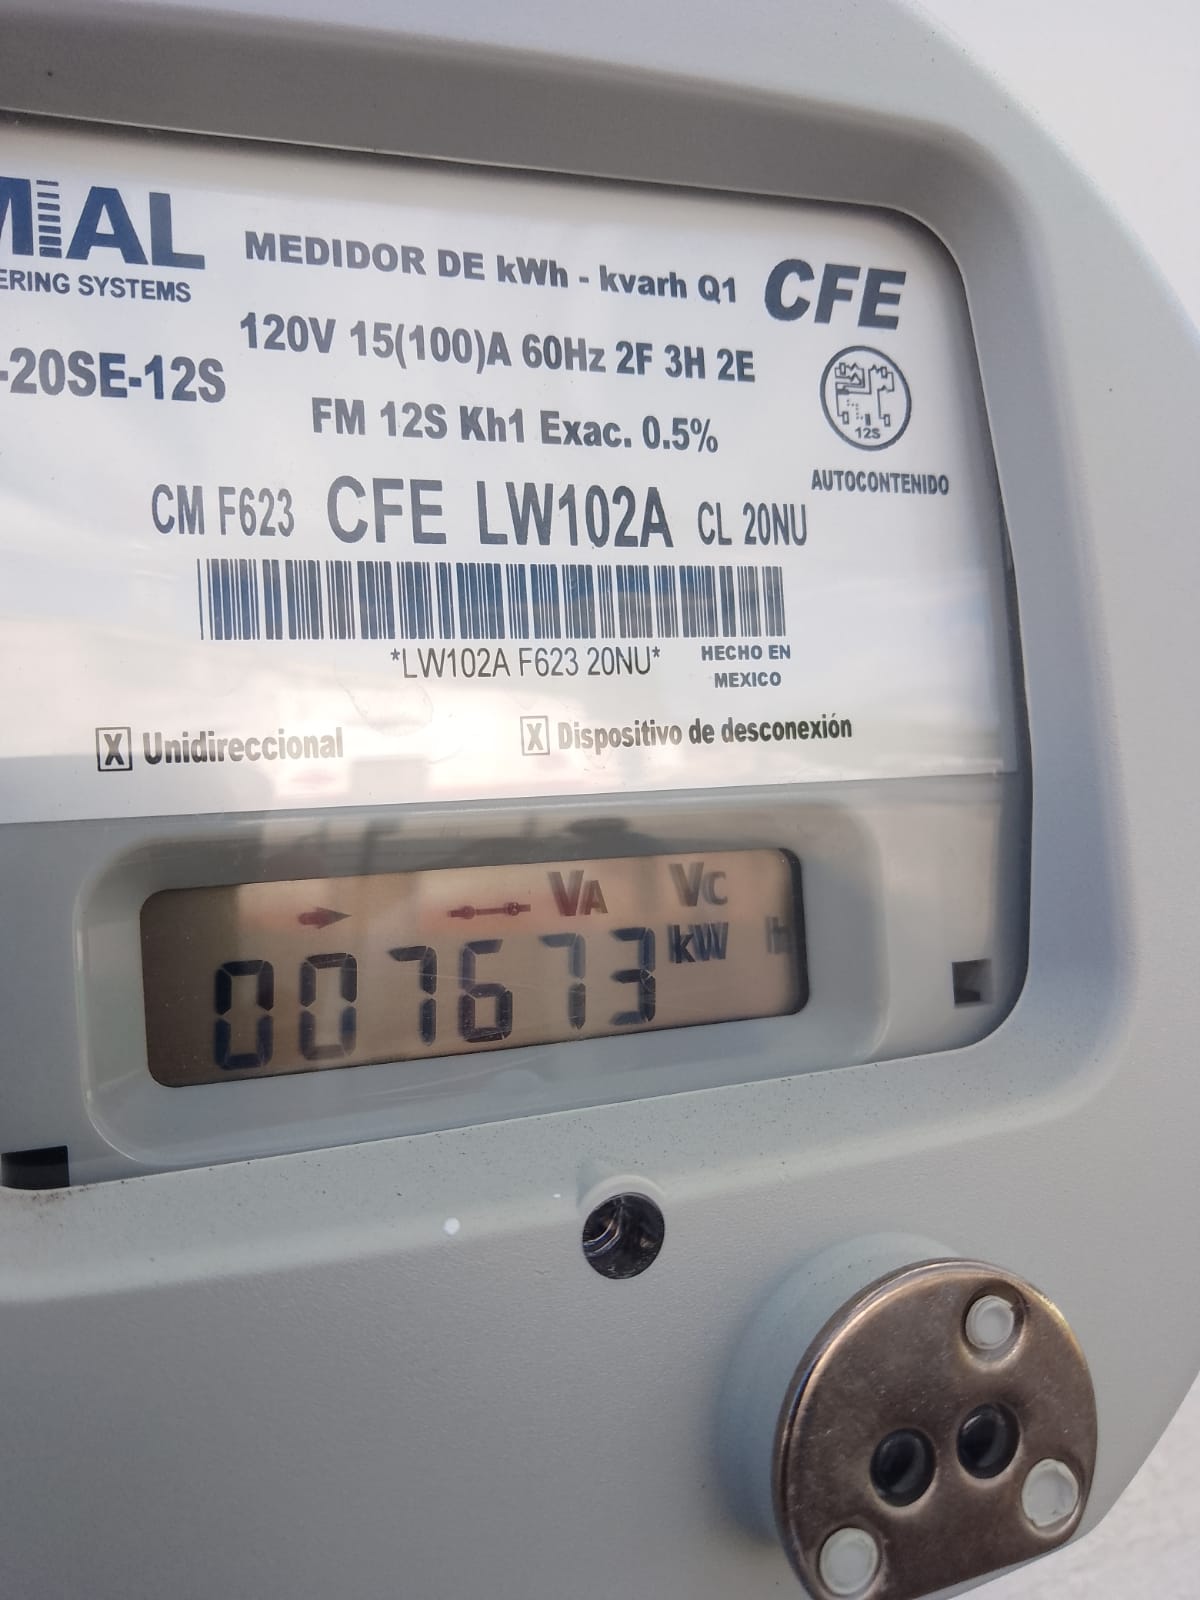 MIAL
ERING SYSTEMS
MEDIDOR DE kWh - kvarh Q1
CFE
120V 15(100)A 60Hz 2F 3H 2E
-20SE-12S
FM 12S Kh1 Exac. 0.5%
12S
AUTOCONTENIDO
CM F623 CFE LW102A CL 20NU
*LW102A F623 20NU*
HECHO EN
MEXICO
X Unidireccional
X Dispositivo de desconexión
VA VC
007673 kW